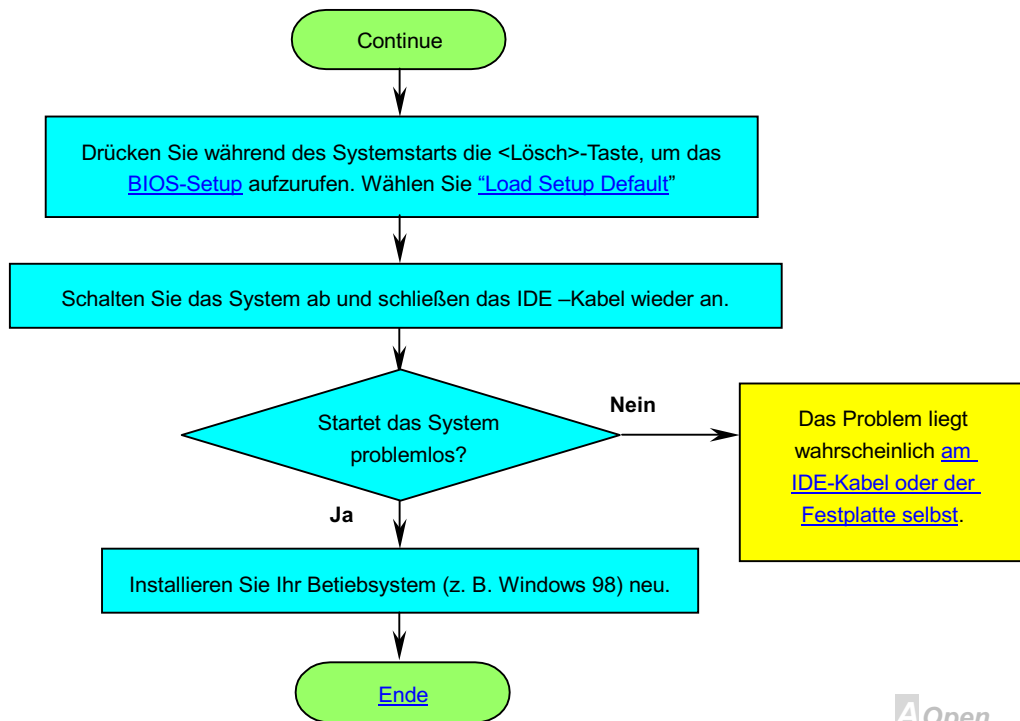 Continue
Drücken Sie während des Systemstarts die <Lösch>-Taste, um das
BIOS-Setup aufzurufen. Wählen Sie “Load Setup Default”
Schalten Sie das System ab und schließen das IDE –Kabel wieder an.
Startet das System
problemlos?
Nein
Das Problem liegt
wahrscheinlich am
IDE-Kabel oder der
Festplatte selbst.
Ja
Installieren Sie Ihr Betiebsystem (z. B. Windows 98) neu.
Ende
AOpen